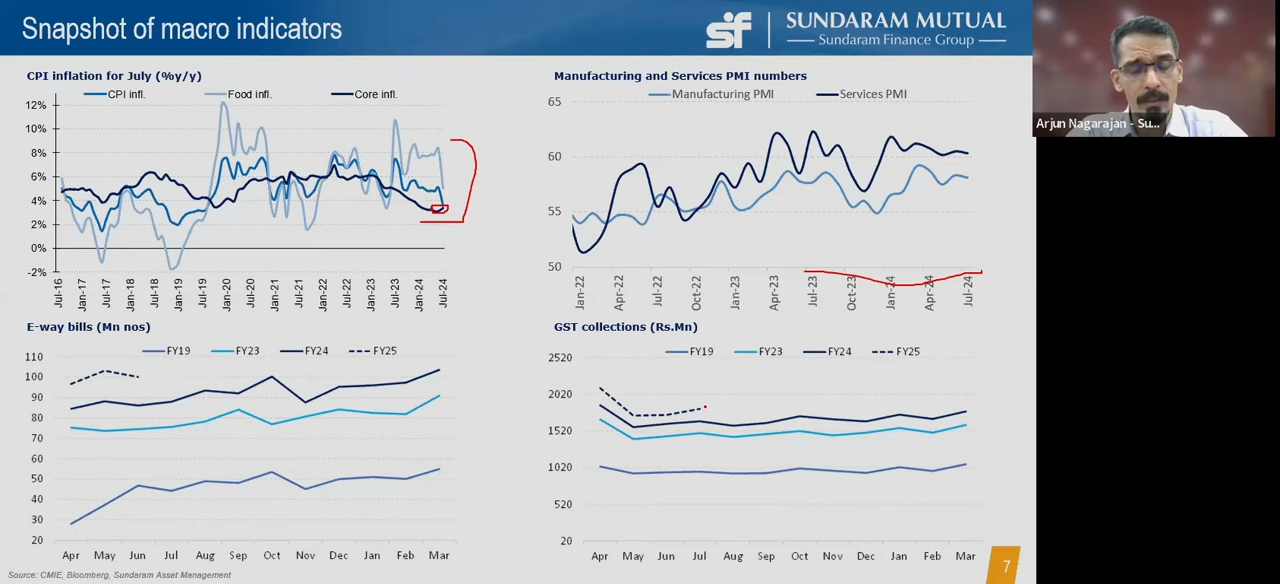 Snapshot of macro indicators
sf
SUNDARAM MUTUAL
Sundaram Finance Group
Arjun Nagarajan - Su...
CPI inflation for July (%y/y)
CPI infl. Food infl. Core infl.
12%
10%
8%
6%
4%
2%
0%
-2%
Jul-16 Jan-17 Jul-17 Jan-18 Jul-18 Jan-19 Jul-19 Jan-20 Jul-20 Jan-21 Jul-21 Jan-22 Jul-22 Jan-23 Jul-23 Jan-24 Jul-24
Manufacturing and Services PMI numbers
Manufacturing PMI Services PMI
65
60
55
50
Jan-22 Apr-22 Jul-22 Oct-22 Jan-23 Apr-23 Jul-23 Oct-23 Jan-24 Apr-24 Jul-24
E-way bills (Mn nos)
FY19 FY23 FY24 FY25
110
100
90
80
70
60
50
40
30
20
Apr May Jun Jul Aug Sep Oct Nov Dec Jan Feb Mar
GST collections (Rs.Mn)
FY19 FY23 FY24 FY25
2520
2020
1520
1020
520
20
Apr May Jun Jul Aug Sep Oct Nov Dec Jan Feb Mar
Source: CMIE, Bloomberg, Sundaram Asset Management
7